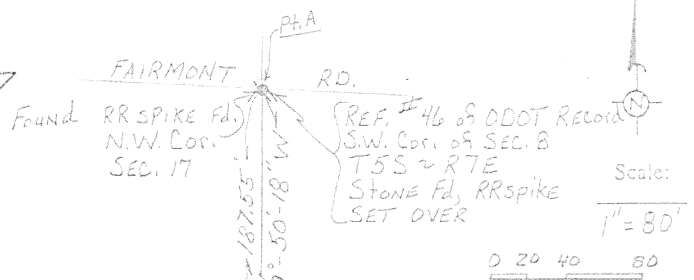 Pt. A
FAIRMONT RD.
Found RR SPIKE Fd.
N.W. Cor.
SEC. 17
REF. #46 of ODOT Record
S.W. Cor. of SEC. 8
T5S ~ R7E
Stone Fd, RRspike
SET OVER
N
Scale:
1" = 80'
0 20 40 80
187.55'
°-50'-18" W